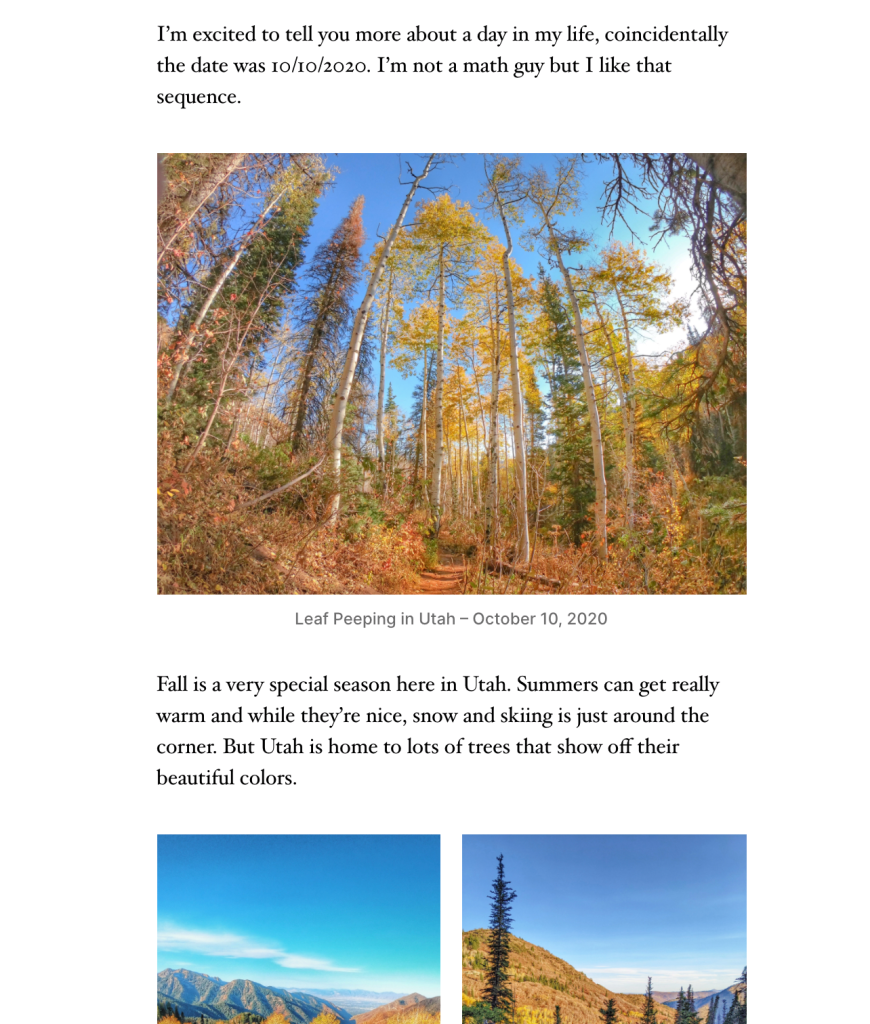 I’m excited to tell you more about a day in my life, coincidentally
the date was 10/10/2020. I’m not a math guy but I like that
sequence.
Leaf Peeping in Utah – October 10, 2020
Fall is a very special season here in Utah. Summers can get really
warm and while they’re nice, snow and skiing is just around the
corner. But Utah is home to lots of trees that show off their
beautiful colors.